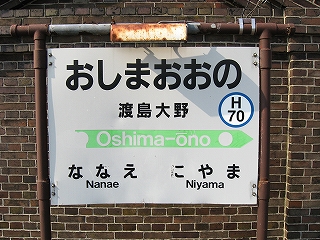 おしまおおの
渡島大野
H
70
Oshima-ōno
ななえ にやま
Nanae Niyama